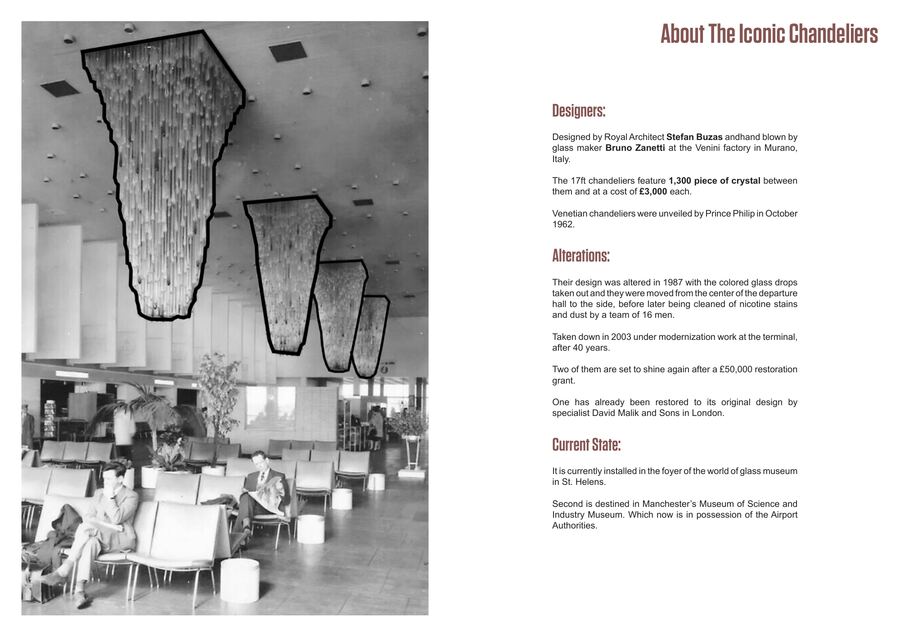 About The Iconic Chandeliers
Designers:
Designed by Royal Architect Stefan Buzas andhand blown by
glass maker Bruno Zanetti at the Venini factory in Murano,
Italy.
The 17ft chandeliers feature 1,300 piece of crystal between
them and at a cost of £3,000 each.
Venetian chandeliers were unveiled by Prince Philip in October
1962.
Alterations:
Their design was altered in 1987 with the colored glass drops
taken out and they were moved from the center of the departure
hall to the side, before later being cleaned of nicotine stains
and dust by a team of 16 men.
Taken down in 2003 under modernization work at the terminal,
after 40 years.
Two of them are set to shine again after a £50,000 restoration
grant.
One has already been restored to its original design by
specialist David Malik and Sons in London.
Current State:
It is currently installed in the foyer of the world of glass museum
in St. Helens.
Second is destined in Manchester's Museum of Science and
Industry Museum. Which now is in possession of the Airport
Authorities.